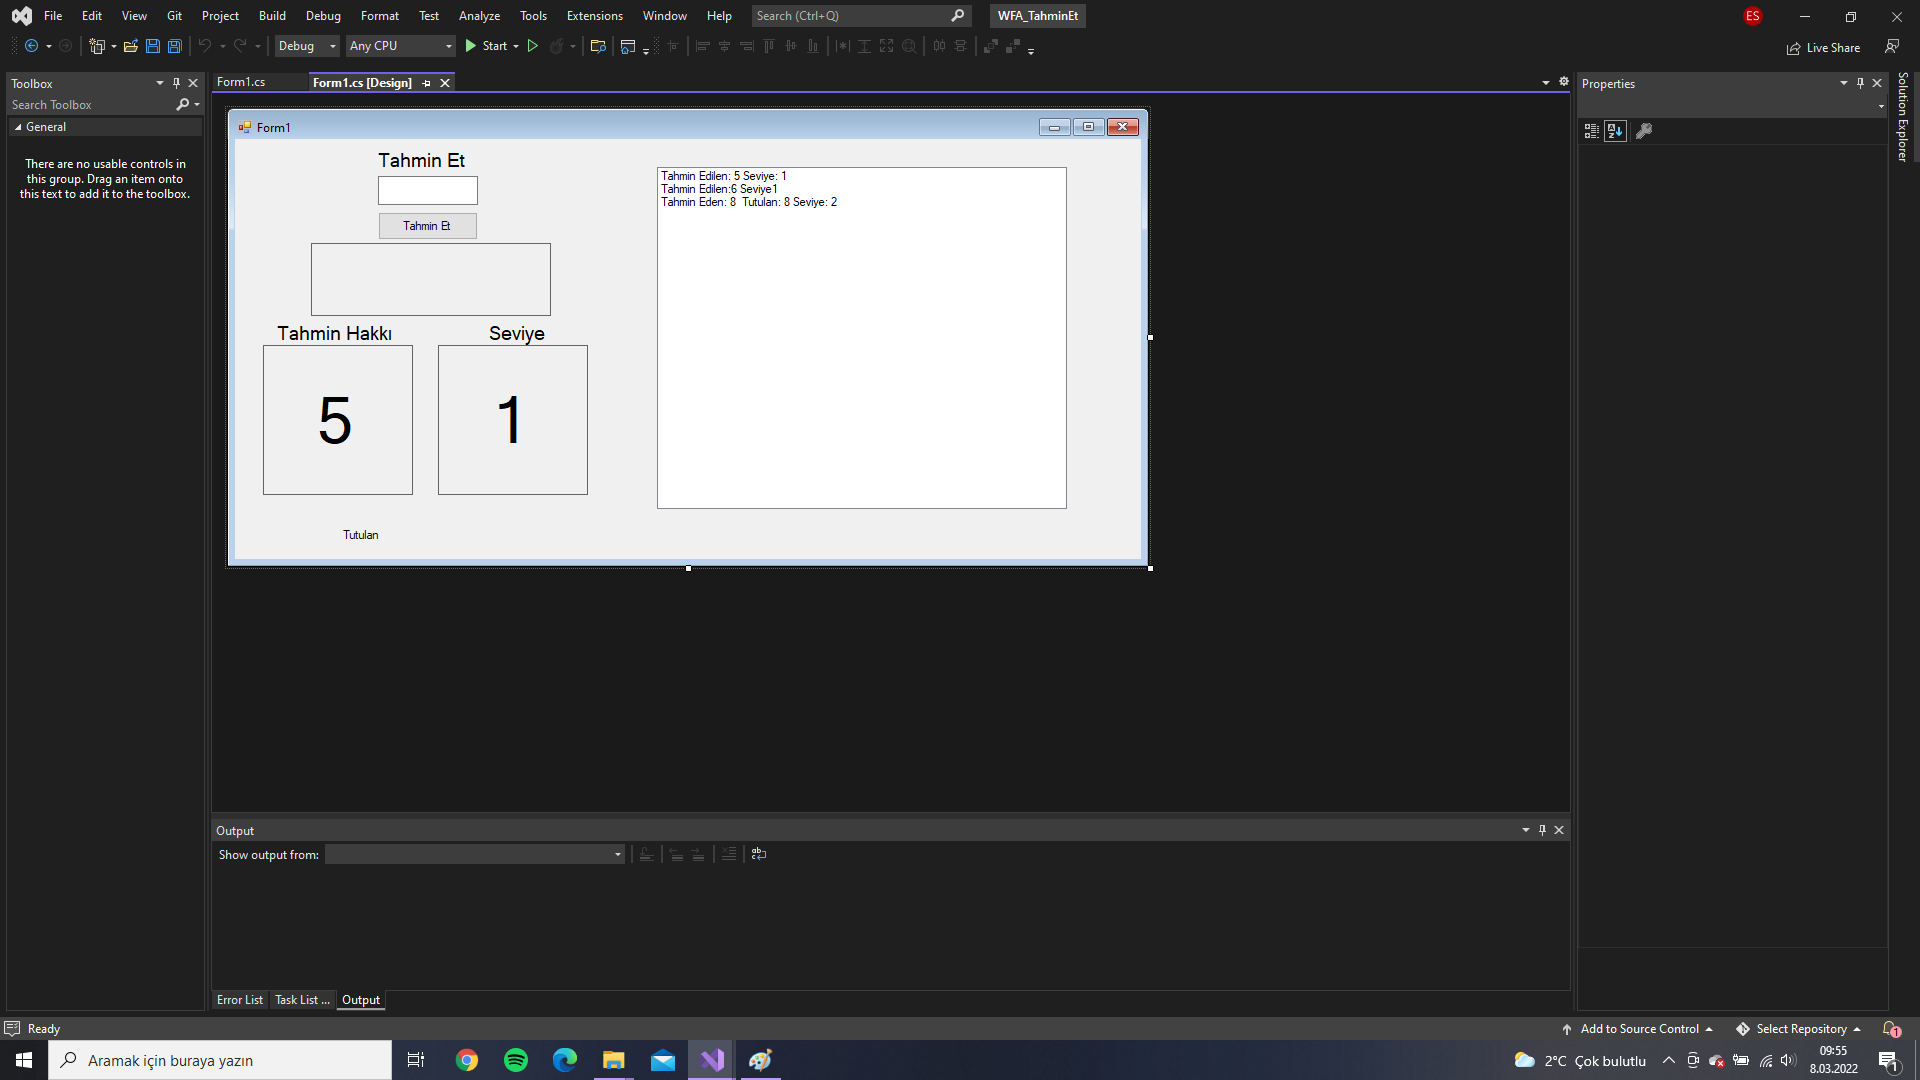 File Edit View Git Project Build Debug Format Test Analyze Tools Extensions Window Help Search (Ctrl+Q) WFA_TahminEt ES
Debug Any CPU Start Live Share
Toolbox
Search Toolbox
General
There are no usable controls in
this group. Drag an item onto
this text to add it to the toolbox.
Form1.cs Form1.cs [Design]
Form1
Tahmin Et
Tahmin Et
Tahmin Hakkı Seviye
5 1
Tutulan
Tahmin Edilen: 5 Seviye: 1
Tahmin Edilen:6 Seviye1
Tahmin Eden: 8 Tutulan: 8 Seviye: 2
Properties
Solution Explorer
Output
Show output from:
Error List Task List ... Output
Ready Add to Source Control Select Repository 1
Aramak için buraya yazın 2°C Çok bulutlu 09:55
8.03.2022 1